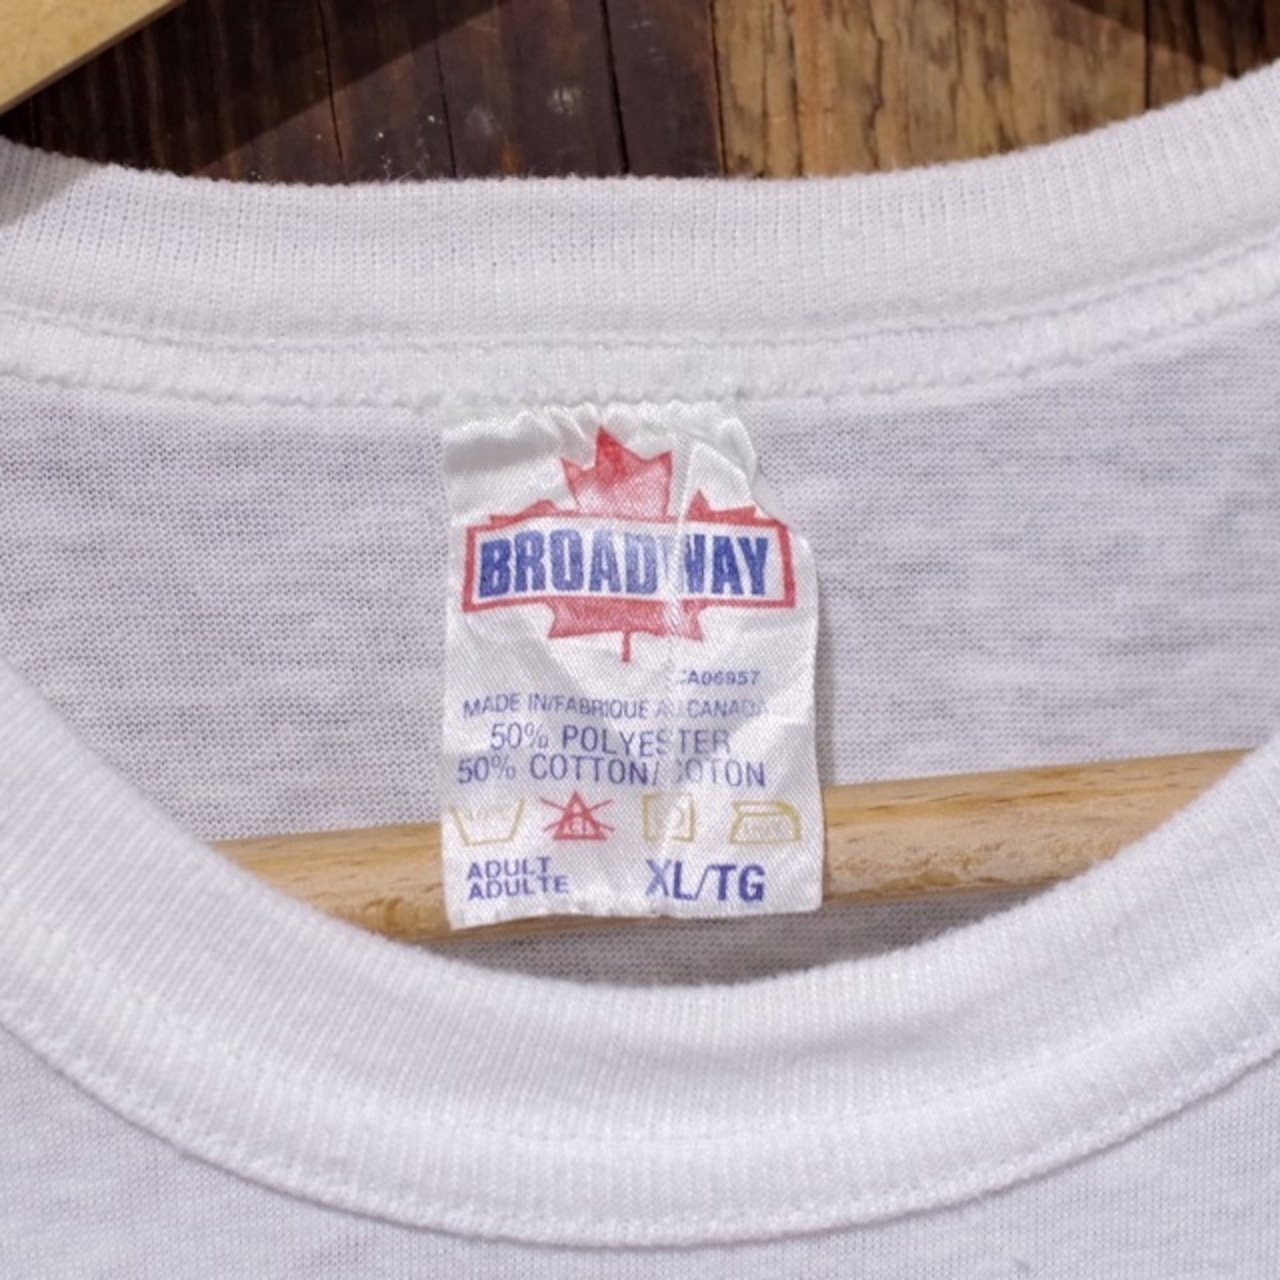 BROADWAY
CA06957
MADE IN/FABRIQUE AU CANADA
50% POLYESTER
50% COTTON/COTON
ADULT
ADULTE
XL/TG